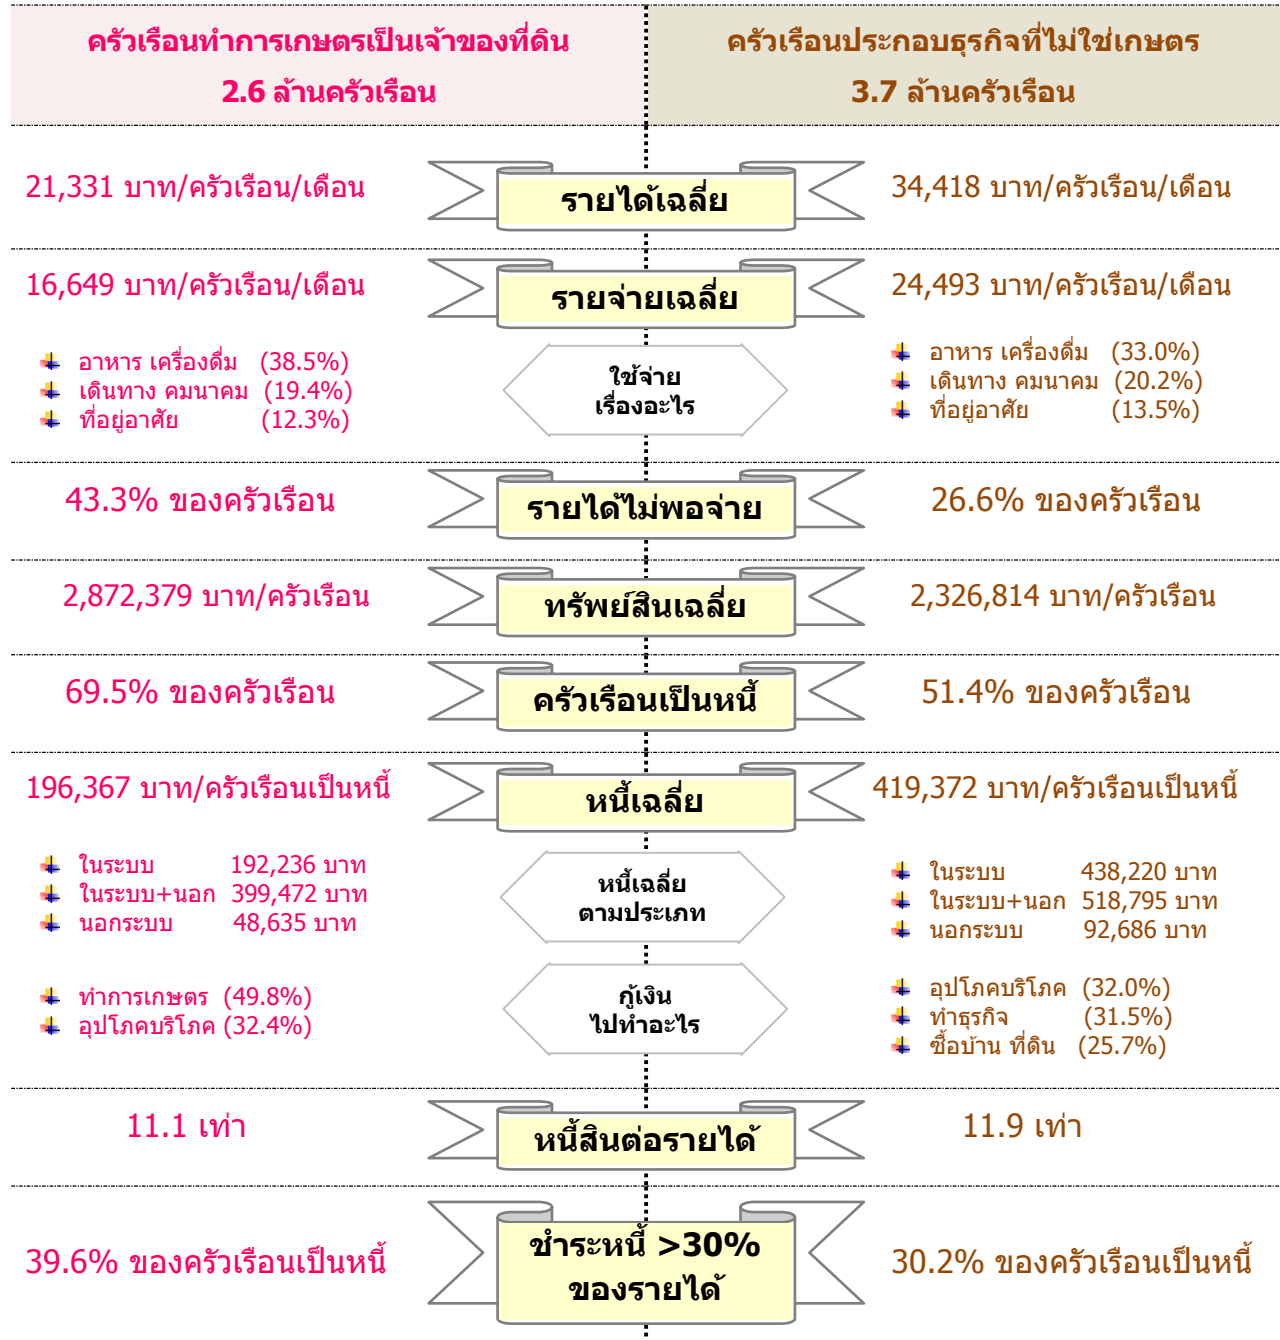 ครัวเรือนทำการเกษตรเป็นเจ้าของที่ดิน
2.6 ล้านครัวเรือน
ครัวเรือนประกอบธุรกิจที่ไม่ใช่เกษตร
3.7 ล้านครัวเรือน
21,331 บาท/ครัวเรือน/เดือน
รายได้เฉลี่ย
34,418 บาท/ครัวเรือน/เดือน
16,649 บาท/ครัวเรือน/เดือน
รายจ่ายเฉลี่ย
24,493 บาท/ครัวเรือน/เดือน
อาหาร เครื่องดื่ม (38.5%)
เดินทาง คมนาคม (19.4%)
ที่อยู่อาศัย (12.3%)
ใช้จ่าย
เรื่องอะไร
อาหาร เครื่องดื่ม (33.0%)
เดินทาง คมนาคม (20.2%)
ที่อยู่อาศัย (13.5%)
43.3% ของครัวเรือน
รายได้ไม่พอจ่าย
26.6% ของครัวเรือน
2,872,379 บาท/ครัวเรือน
ทรัพย์สินเฉลี่ย
2,326,814 บาท/ครัวเรือน
69.5% ของครัวเรือน
ครัวเรือนเป็นหนี้
51.4% ของครัวเรือน
196,367 บาท/ครัวเรือนเป็นหนี้
หนี้เฉลี่ย
419,372 บาท/ครัวเรือนเป็นหนี้
ในระบบ 192,236 บาท
ในระบบ+นอก 399,472 บาท
นอกระบบ 48,635 บาท
หนี้เฉลี่ย
ตามประเภท
ในระบบ 438,220 บาท
ในระบบ+นอก 518,795 บาท
นอกระบบ 92,686 บาท
ทำการเกษตร (49.8%)
อุปโภคบริโภค (32.4%)
กู้เงิน
ไปทำอะไร
อุปโภคบริโภค (32.0%)
ทำธุรกิจ (31.5%)
ซื้อบ้าน ที่ดิน (25.7%)
11.1 เท่า
หนี้สินต่อรายได้
11.9 เท่า
39.6% ของครัวเรือนเป็นหนี้
ชำระหนี้ >30%
ของรายได้
30.2% ของครัวเรือนเป็นหนี้